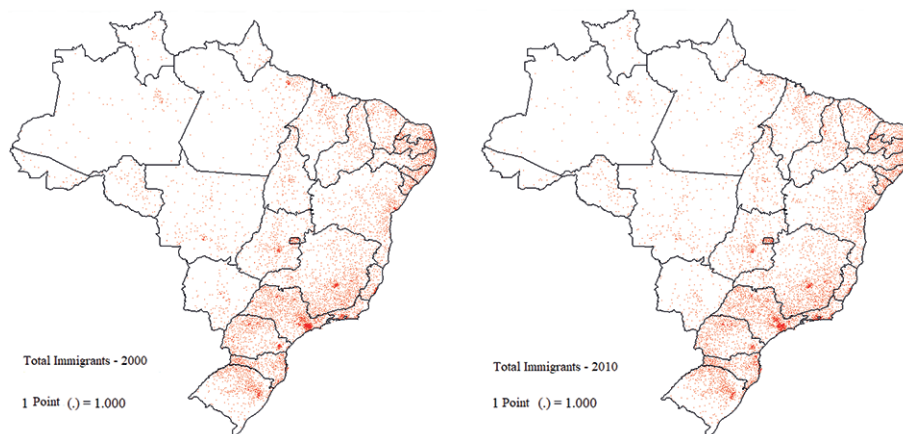 Total Immigrants - 2000
1 Point (.) = 1.000
Total Immigrants - 2010
1 Point (.) = 1.000